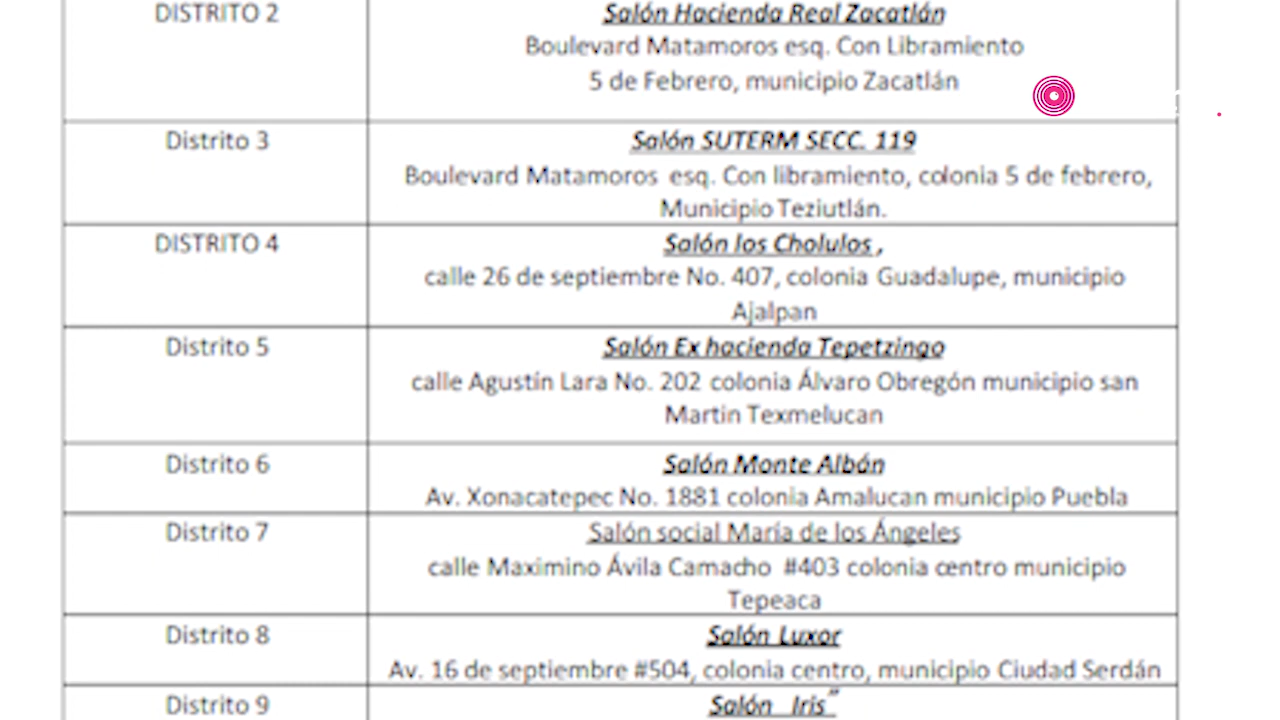 DISTRITO 2
Salón Hacienda Real Zacatlán
Boulevard Matamoros esq. Con Libramiento
5 de Febrero, municipio Zacatlán
Distrito 3
Salón SUTERM SECC. 119
Boulevard Matamoros esq. Con libramiento, colonia 5 de febrero,
Municipio Teziutlán.
DISTRITO 4
Salón los Cholulos ,
calle 26 de septiembre No. 407, colonia Guadalupe, municipio
Ajalpan
Distrito 5
Salón Ex hacienda Tepetzingo
calle Agustín Lara No. 202 colonia Álvaro Obregón municipio san
Martin Texmelucan
Distrito 6
Salón Monte Albán
Av. Xonacatepec No. 1881 colonia Amalucan municipio Puebla
Distrito 7
Salón social María de los Ángeles
calle Maximino Ávila Camacho #403 colonia centro municipio
Tepeaca
Distrito 8
Salón Luxor
Av. 16 de septiembre #504, colonia centro, municipio Ciudad Serdán
Distrito 9
Salón Iris”